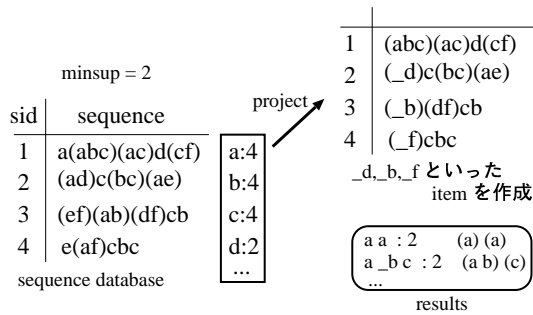 minsup = 2
sid sequence
1 a(abc)(ac)d(cf)
2 (ad)c(bc)(ae)
3 (ef)(ab)(df)cb
4 e(af)cbc
sequence database
a:4
b:4
c:4
d:2
...
project
1 (abc)(ac)d(cf)
2 (_d)c(bc)(ae)
3 (_b)(df)cb
4 (_f)cbc
_d,_b,_f といった
item を作成
a a : 2 (a) (a)
a _b c : 2 (a b) (c)
...
results